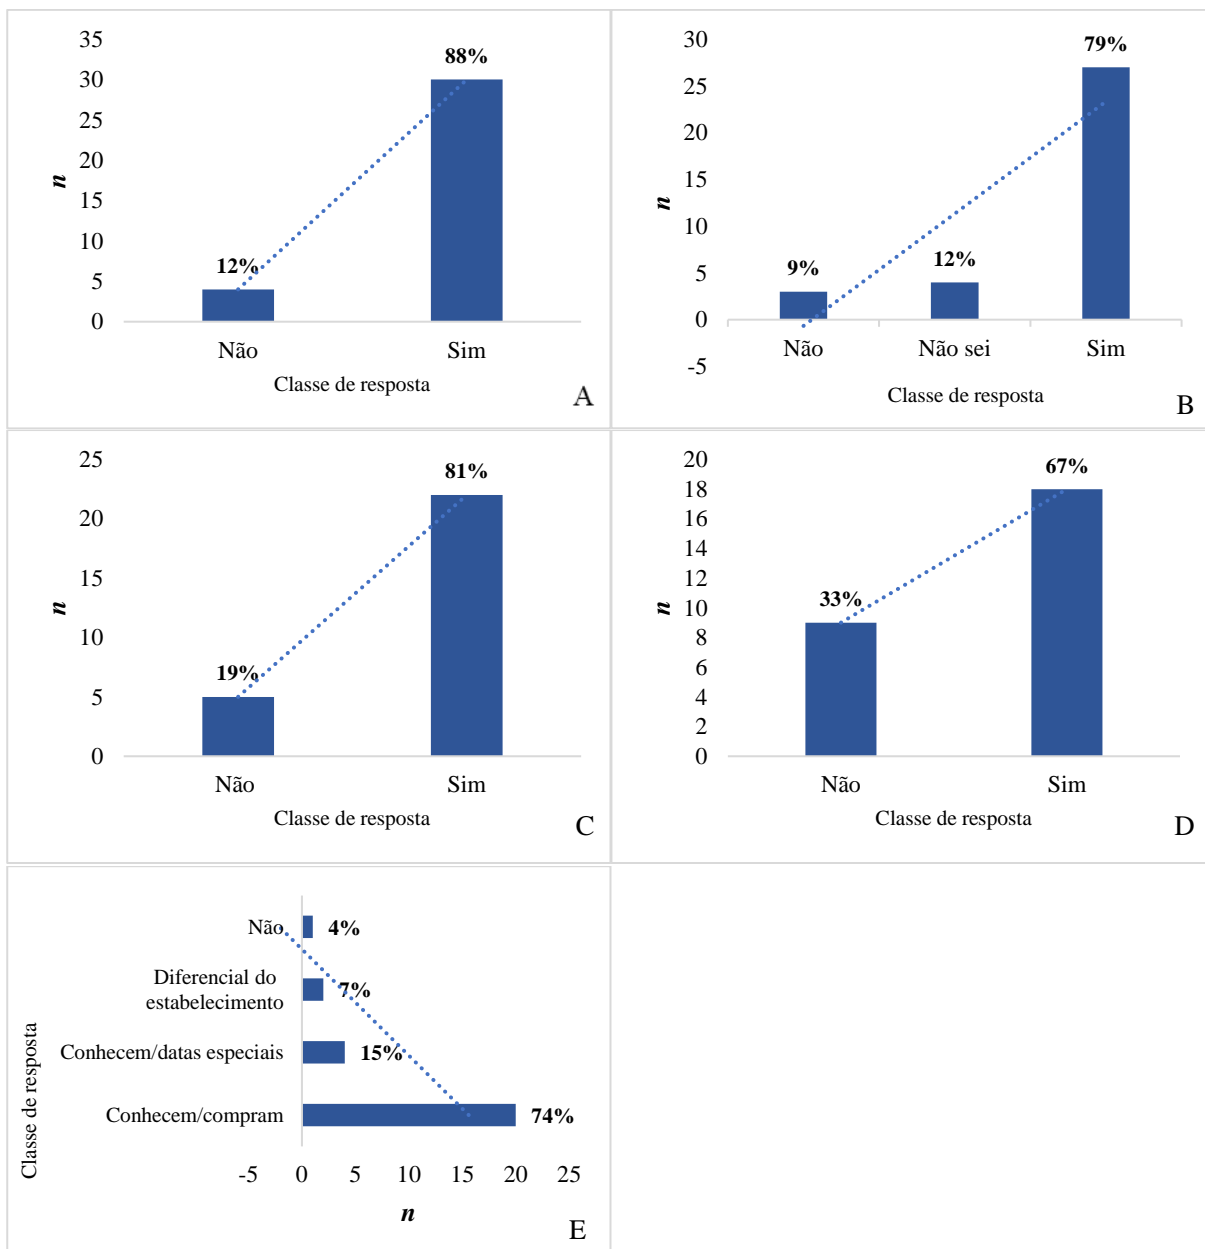 35
30
25
20
15
10
5
0
n
88%
12%
Não
Sim
Classe de resposta
A
30
25
20
15
10
5
0
-5
n
79%
9%
12%
Não
Não sei
Sim
Classe de resposta
B
25
20
15
10
5
0
n
81%
19%
Não
Sim
Classe de resposta
C
20
18
16
14
12
10
8
6
4
2
0
n
67%
33%
Não
Sim
Classe de resposta
D
Classe de resposta
Não
4%
Diferencial do
estabelecimento
7%
Conhecem/datas especiais
15%
Conhecem/compram
74%
-5 0 5 10 15 20 25
n
E